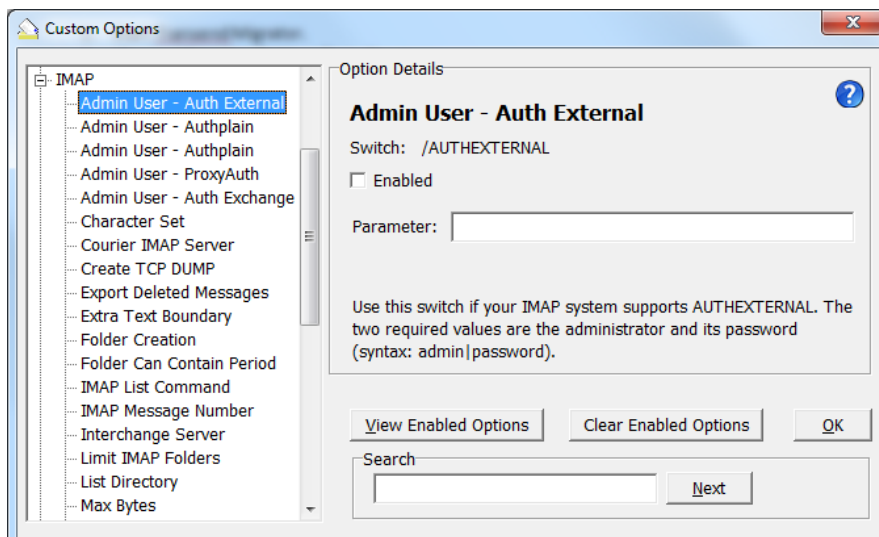 Custom Options
IMAP
Admin User - Auth External
Admin User - Authplain
Admin User - Authplain
Admin User - ProxyAuth
Admin User - Auth Exchange
Character Set
Courier IMAP Server
Create TCP DUMP
Export Deleted Messages
Extra Text Boundary
Folder Creation
Folder Can Contain Period
IMAP List Command
IMAP Message Number
Interchange Server
Limit IMAP Folders
List Directory
Max Bytes
Option Details
Admin User - Auth External
Switch: /AUTHEXTERNAL
Enabled
Parameter:
Use this switch if your IMAP system supports AUTHEXTERNAL. The
two required values are the administrator and its password
(syntax: admin|password).
View Enabled Options
Clear Enabled Options
OK
Search
Next